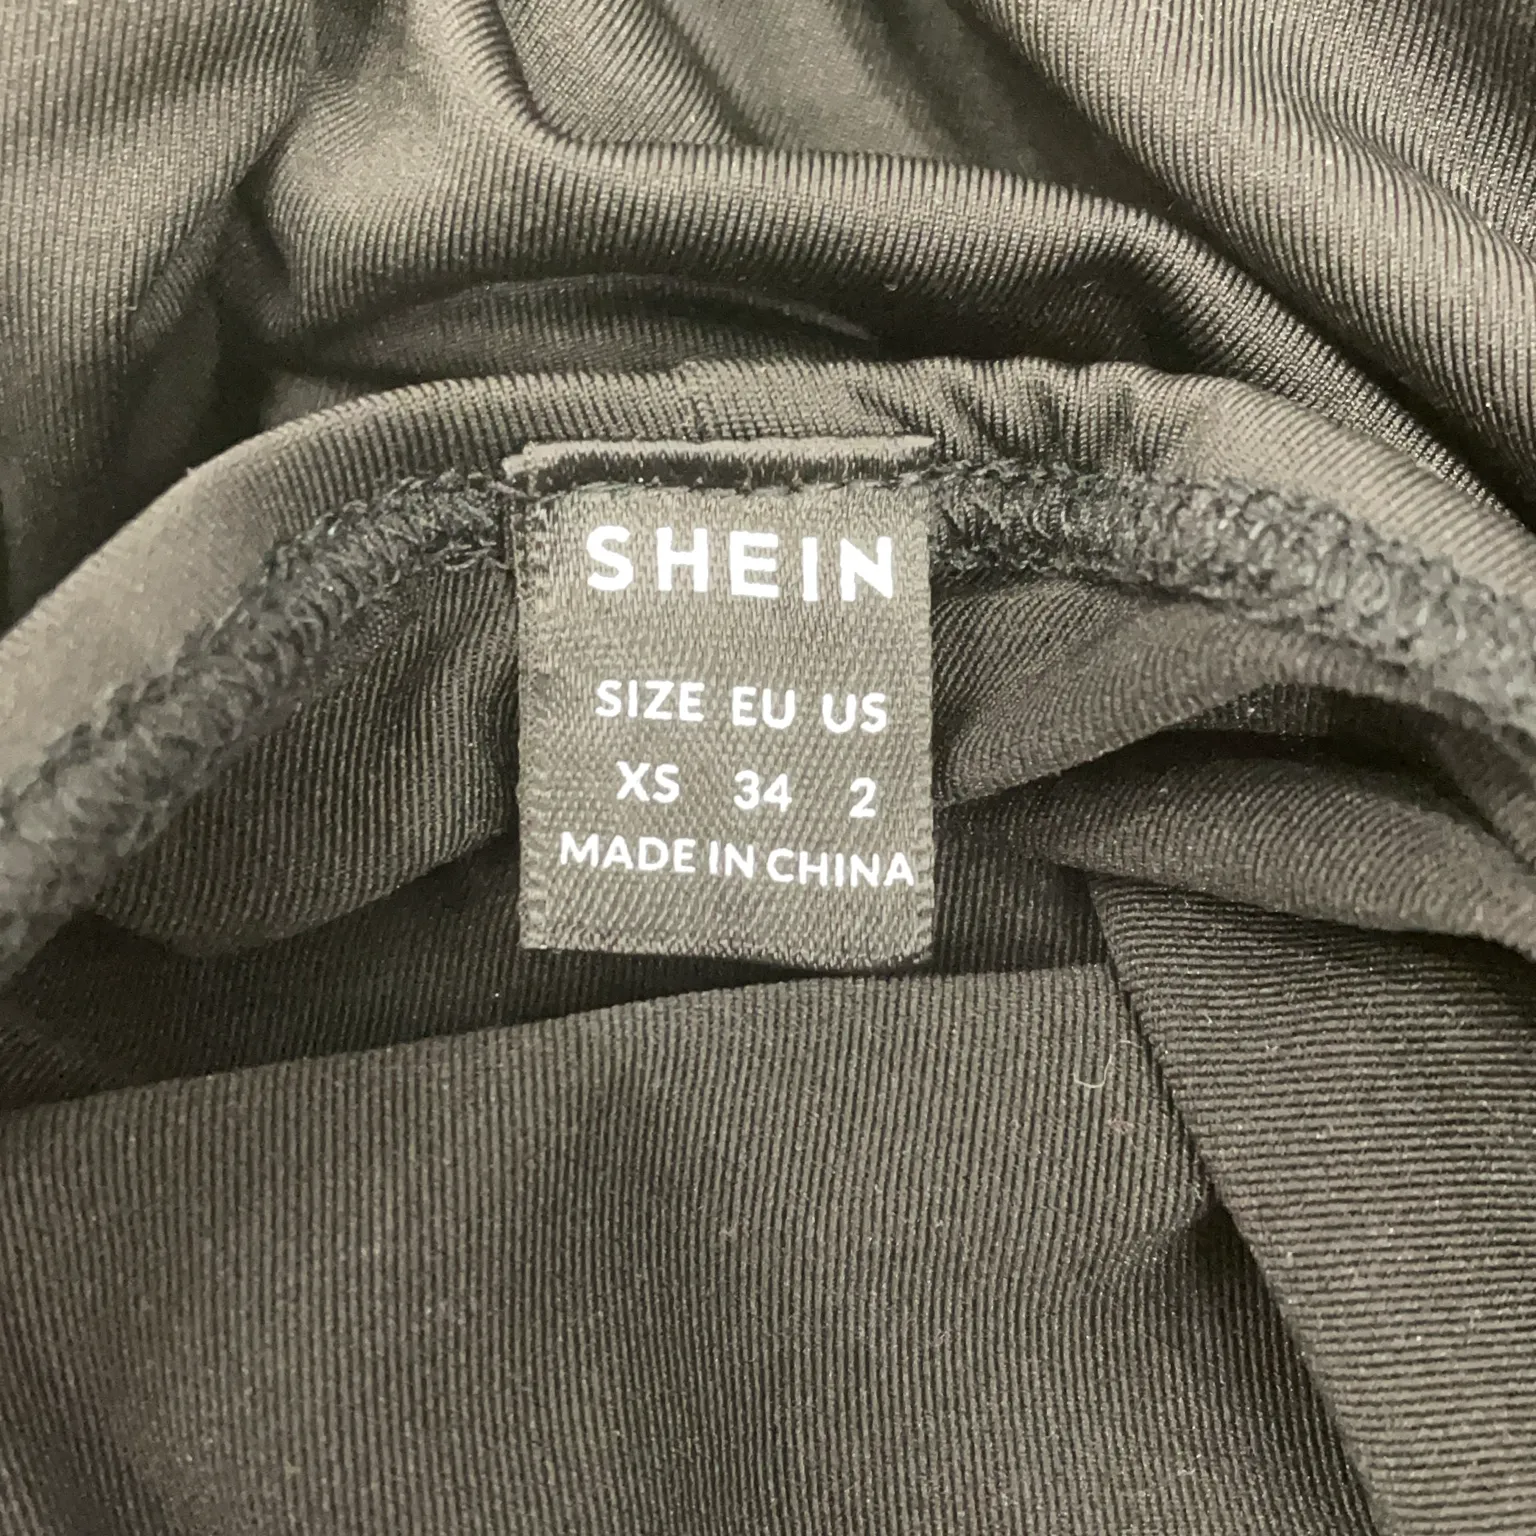 SHEIN
SIZE EU US
XS 34 2
MADE IN CHINA